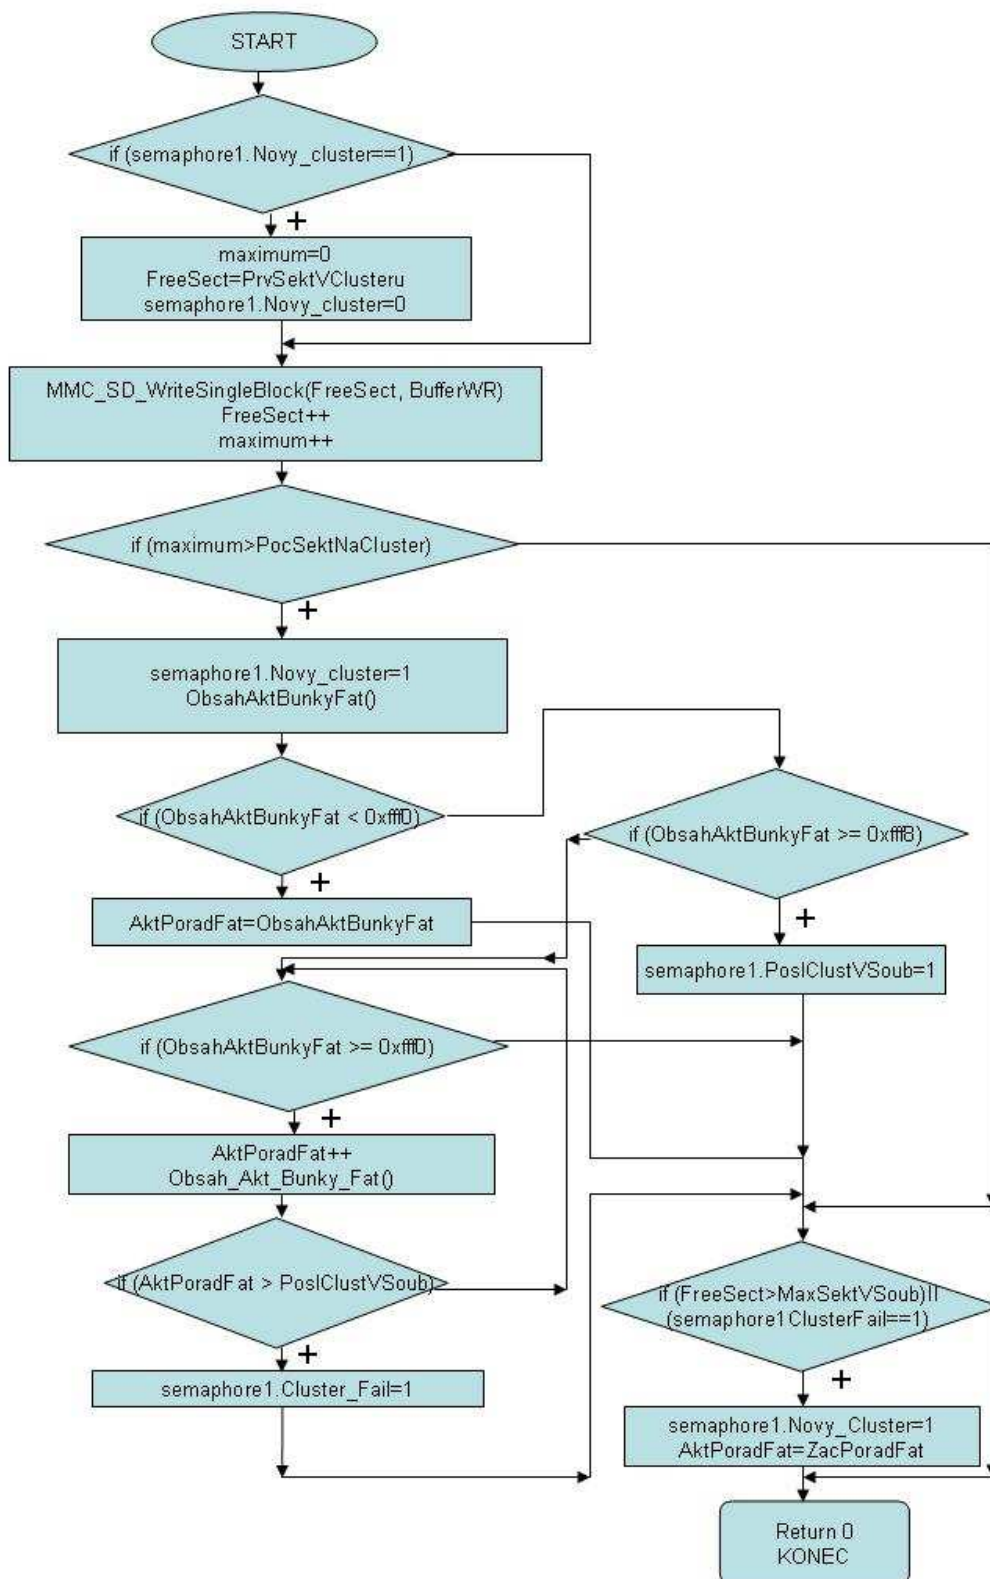 START
if (semaphore1.Novy_cluster==1)
+
maximum=0
FreeSect=PrvSektVClusteru
semaphore1.Novy_cluster=0
MMC_SD_WriteSingleBlock(FreeSect, BufferWR)
FreeSect++
maximum++
if (maximum>PocSektNaCluster)
+
semaphore1.Novy_cluster=1
ObsahAktBunkyFat()
if (ObsahAktBunkyFat < 0xfff0)
+
AktPoradFat=ObsahAktBunkyFat
if (ObsahAktBunkyFat >= 0xfff8)
+
semaphore1.PoslClustVSoub=1
if (ObsahAktBunkyFat >= 0xfff0)
+
AktPoradFat++
Obsah_Akt_Bunky_Fat()
if (AktPoradFat > PoslClustVSoub)
+
semaphore1.Cluster_Fail=1
if (FreeSect>MaxSektVSoub)||
(semaphore1ClusterFail==1)
+
semaphore1.Novy_Cluster=1
AktPoradFat=ZacPoradFat
Return 0
KONEC